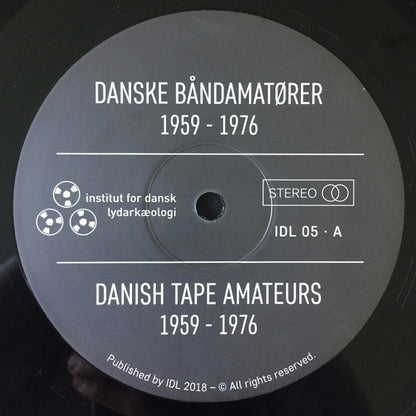 DANSKE BÅNDAMATØRER
1959 - 1976
institut for dansk
lydarkæologi
STEREO
IDL 05 · A
DANISH TAPE AMATEURS
1959 - 1976
Published by IDL 2018 – © All rights reserved.